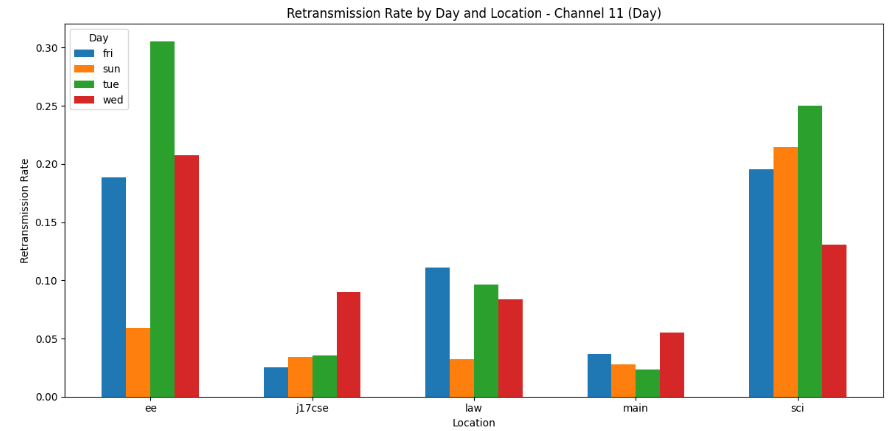 Retransmission Rate by Day and Location - Channel 11 (Day)
Day
fri
sun
tue
wed
Retransmission Rate
0.30
0.25
0.20
0.15
0.10
0.05
0.00
ee j17cse law main sci
Location